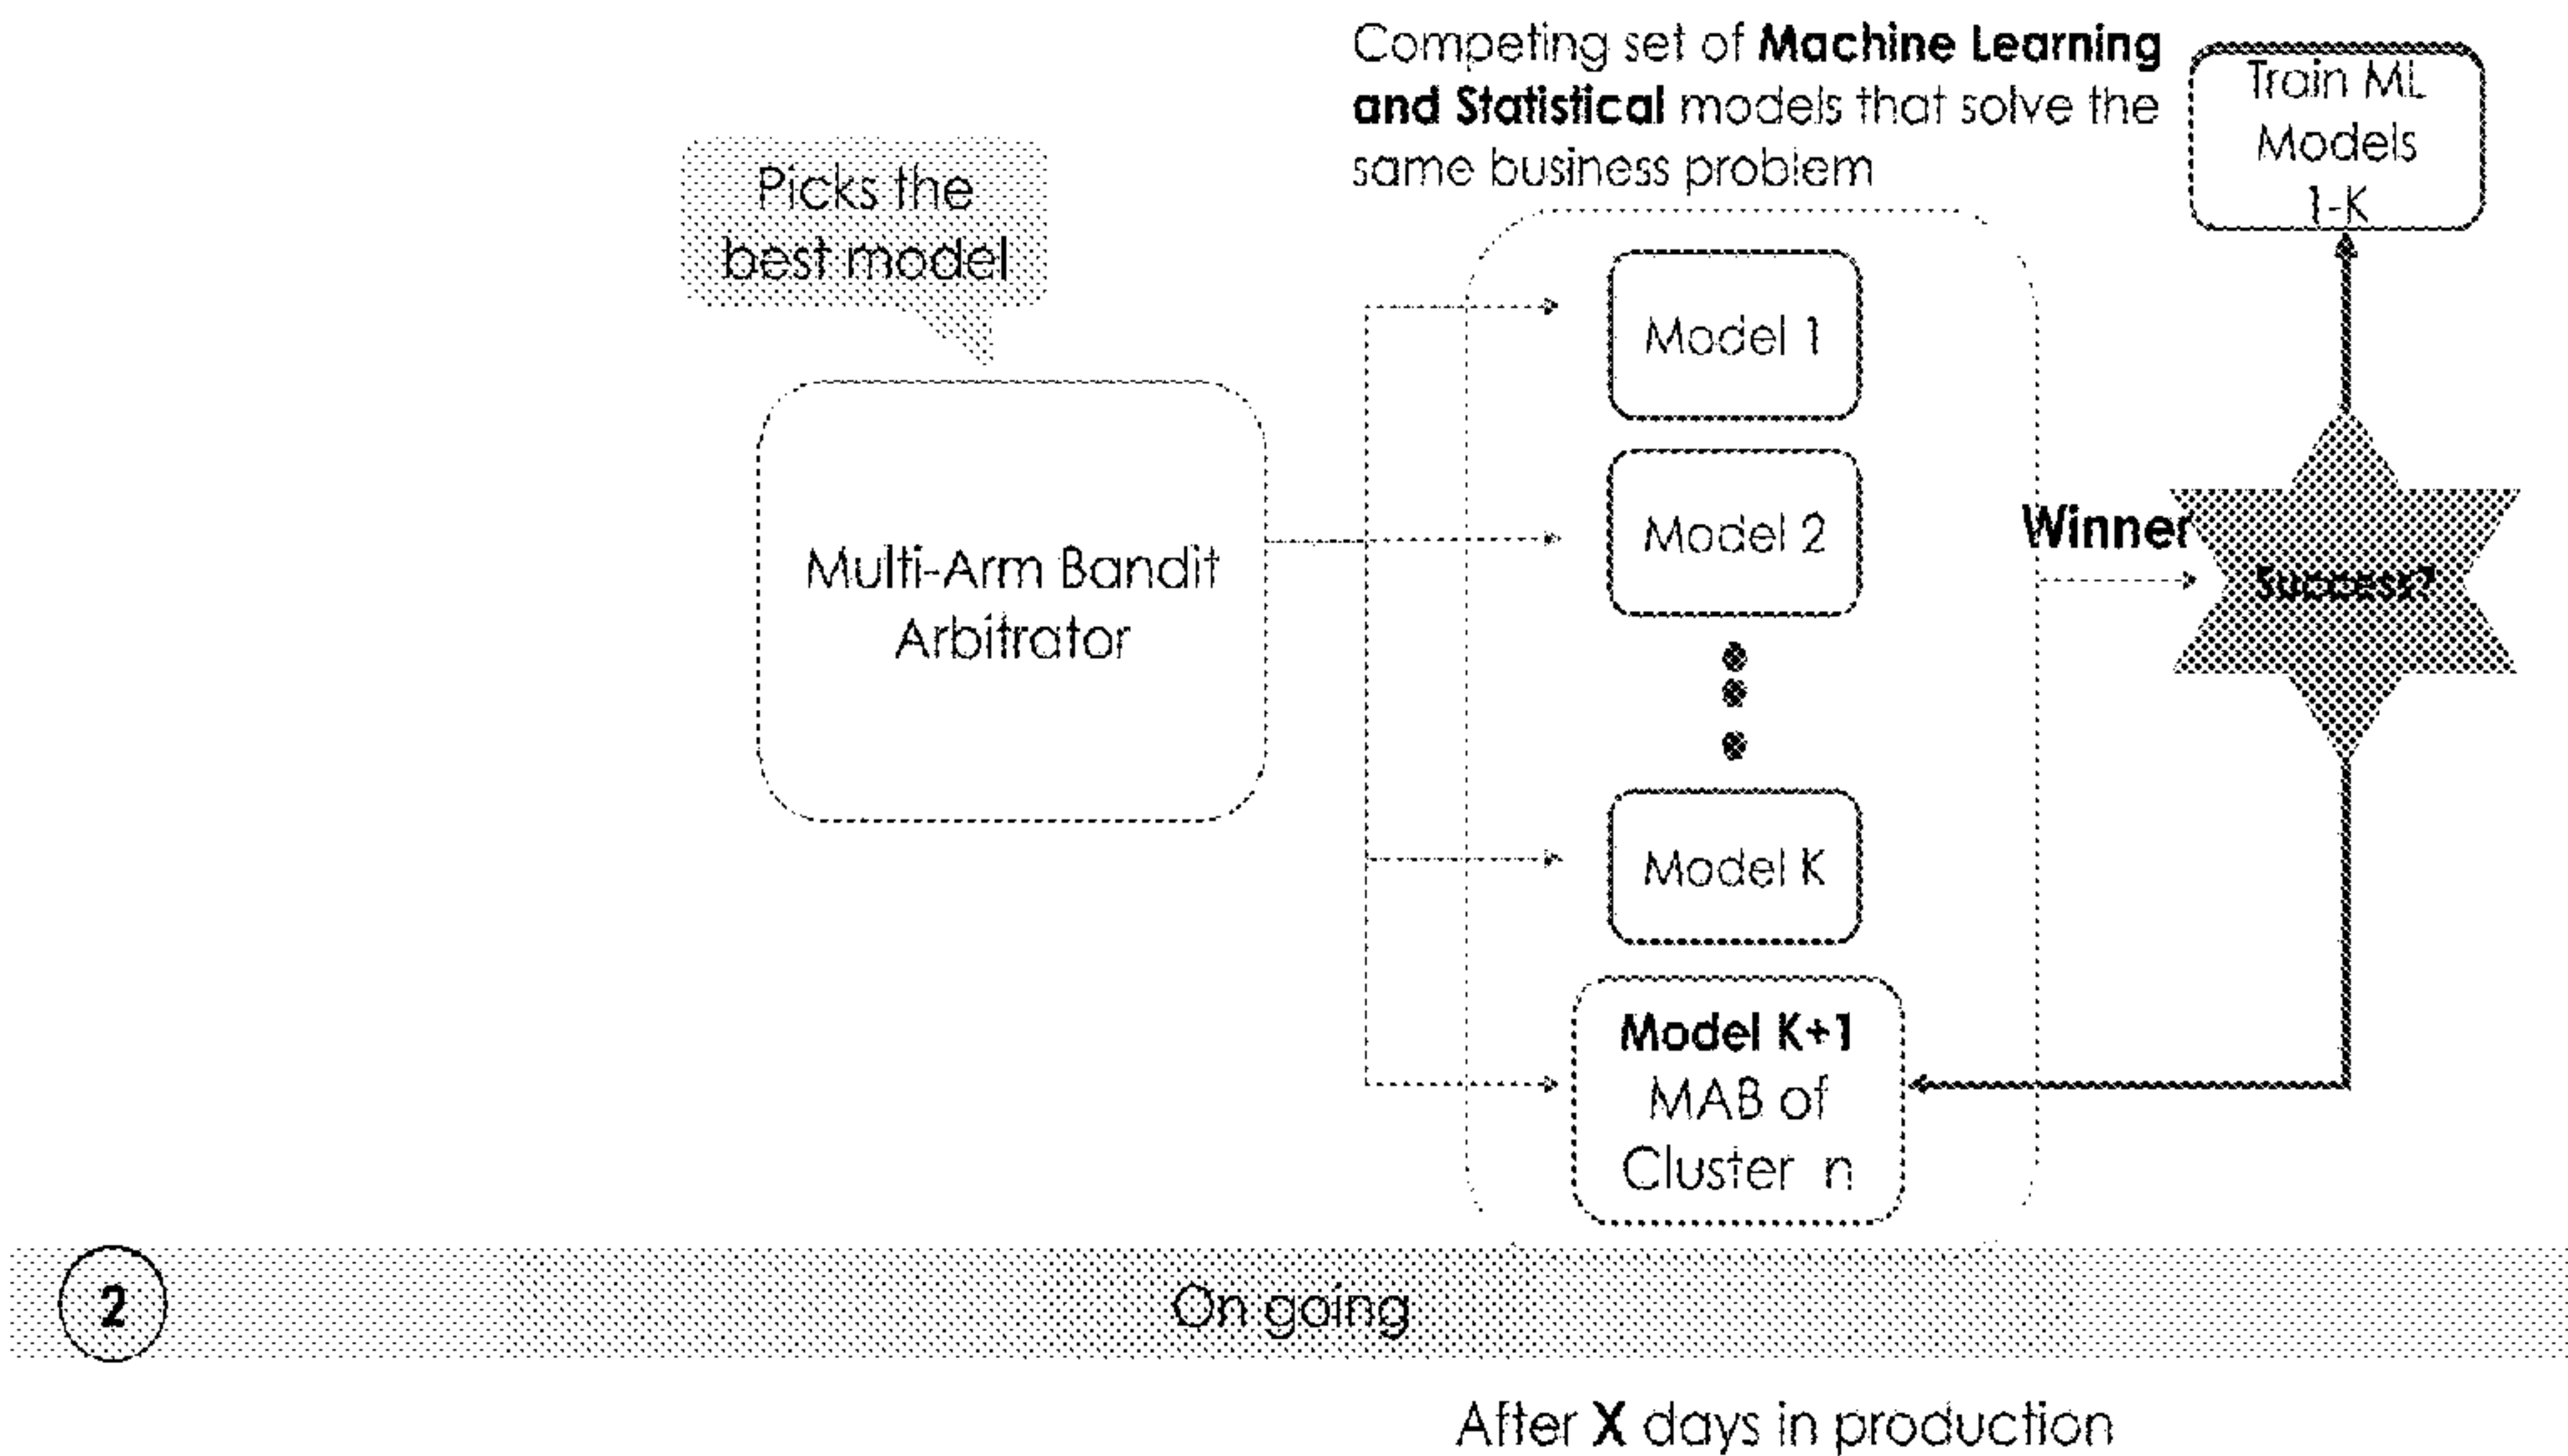 Competing set of Machine Learning
and Statistical models that solve the
same business problem
Train ML
Models
1-K
Picks the
best model
Model 1
Multi-Arm Bandit
Arbitrator
Model 2
Winner
Success?
Model K
Model K+1
MAB of
Cluster n
2
On going
After X days in production